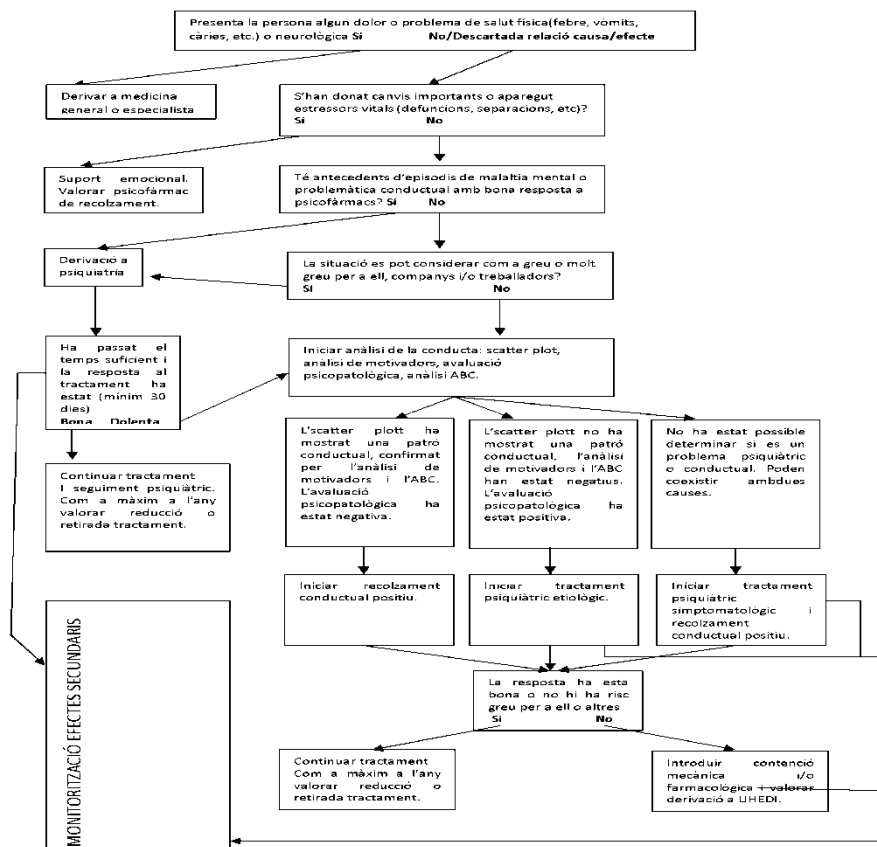 Presenta la persona algun dolor o problema de salut física(febre, vòmits,
càries, etc.) o neurològica Sí No/Descartada relació causa/efecte
Derivar a medicina
general o especialista
S'han donat canvis importants o aparegut
estressors vitals (defuncions, separacions, etc)?
Sí No
Suport emocional.
Valorar psicofàrmac
de recolzament.
Té antecedents d'episodis de malaltia mental o
problemàtica conductual amb bona resposta a
psicofàrmacs? Sí No
Derivació a
psiquiatria
La situació es pot considerar com a greu o molt
greu per a ell, companys i/o treballadors?
Sí No
Ha passat el
temps suficient i
la resposta al
tractament ha
estat (mínim 30
dies)
Bona Dolenta
Iniciar anàlisi de la conducta: scatter plot,
anàlisi de motivadors, avaluació
psicopatològica, anàlisi ABC.
Continuar tractament
I seguiment psiquiàtric.
Com a màxim a l'any
valorar reducció o
retirada tractament.
L'scatter plott ha
mostrat una patró
conductual, confirmat
per l'anàlisi de
motivadors i l'ABC.
L'avaluació
psicopatològica ha
estat negativa.
L'scatter plott no ha
mostrat una patró
conductual, l'anàlisi
de motivadors i l'ABC
han estat negatius.
L'avaluació
psicopatològica ha
estat positiva.
No ha estat possible
determinar si es un
problema psiquiàtric
o conductual. Poden
coexistir ambdues
causes.
Iniciar recolzament
conductual positiu.
Iniciar tractament
psiquiàtric etiològic.
Iniciar tractament
psiquiàtric
simptomatològic i
recolzament
conductual positiu.
MONITORITZACIÓ EFECTES SECUNDARIS
La resposta ha esta
bona o no hi ha risc
greu per a ell o altres
Sí No
Continuar tractament
Com a màxim a l'any
valorar reducció o
retirada tractament.
Introduir contenció
mecànica i/o
farmacològica i valorar
derivació a UHEDI.